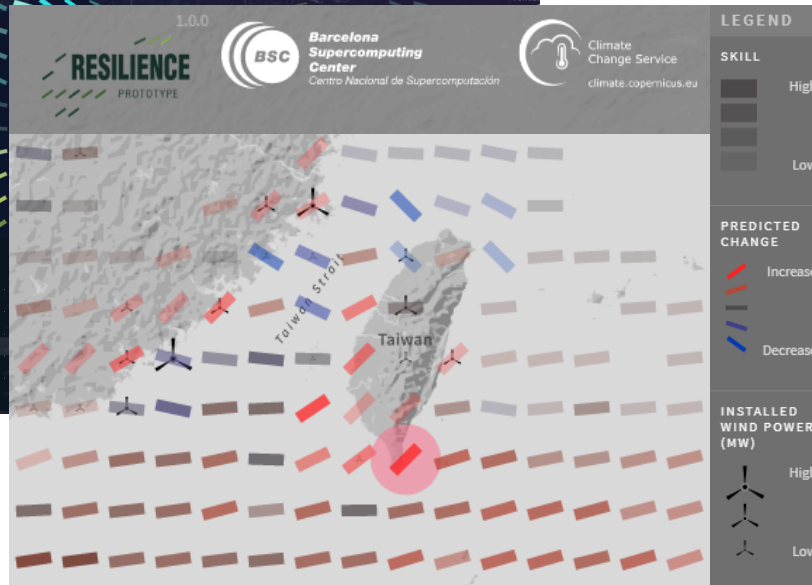 1.0.0
RESILIENCE
PROTOTYPE
BSC
Barcelona
Supercomputing
Center
Centro Nacional de Supercomputación
Climate
Change Service
climate.copernicus.eu
LEGEND
SKILL
High
Low
PREDICTED
CHANGE
Increase
Decrease
INSTALLED
WIND POWER
(MW)
High
Low
Taiwan Strait
Taiwan